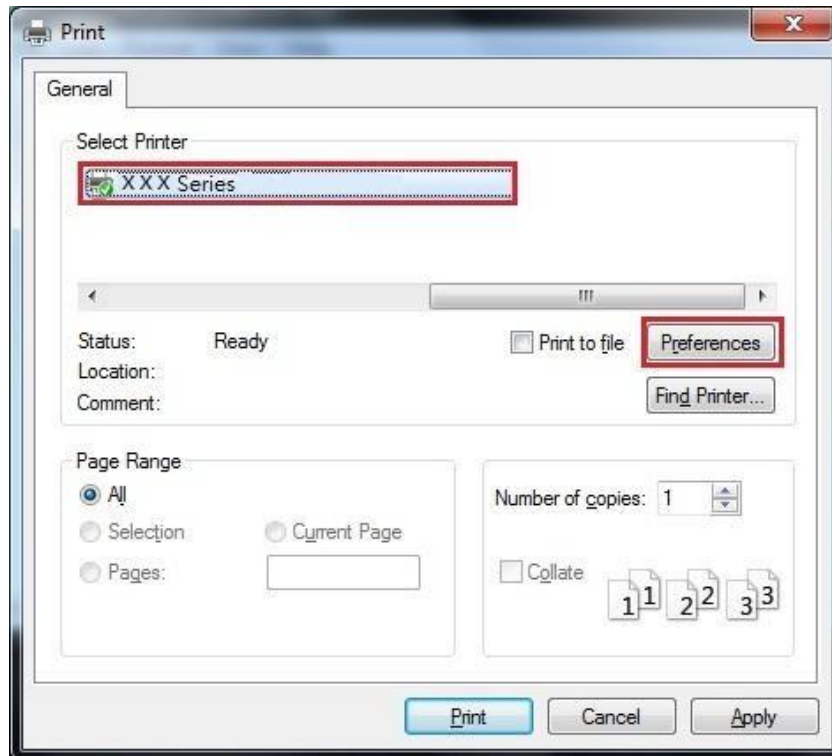 Print
General
Select Printer
XXX Series
Status: Ready
Print to file
Preferences
Location:
Comment:
Find Printer...
Page Range
All
Selection
Current Page
Pages:
Number of copies: 1
Collate
1 1 2 2 3 3
Print
Cancel
Apply